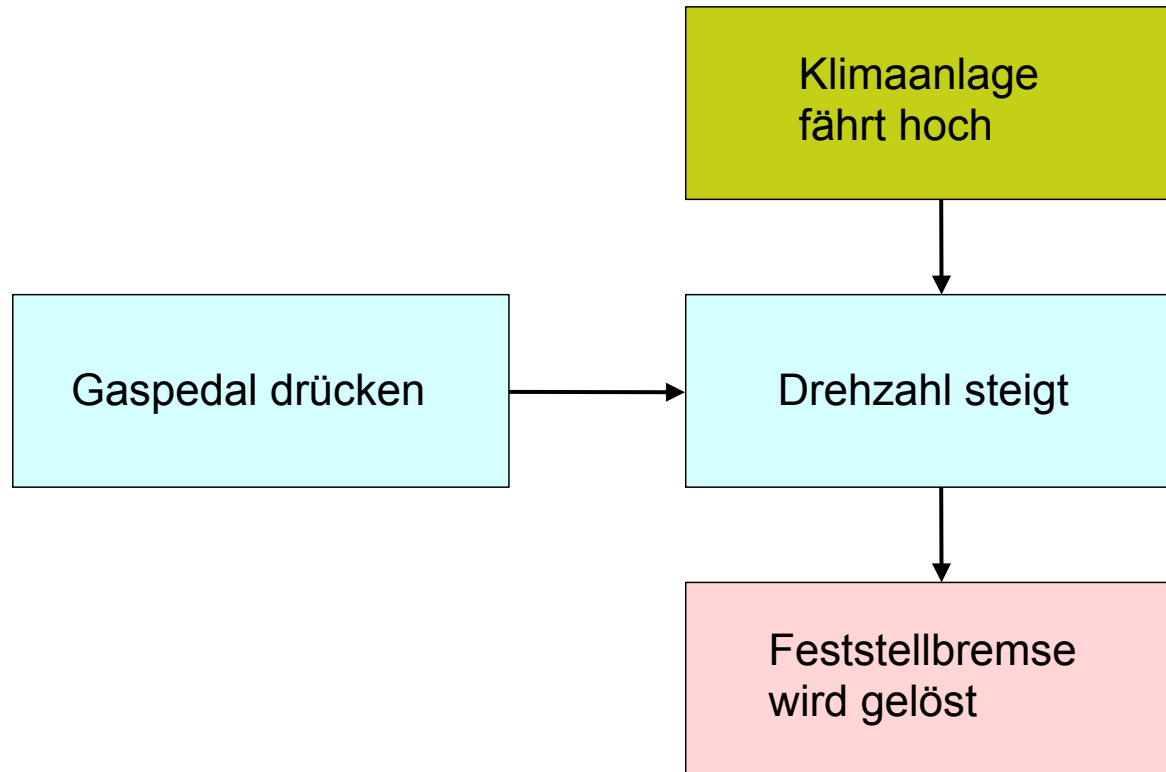 Klimaanlage
fährt hoch
Gaspedal drücken
Drehzahl steigt
Feststellbremse
wird gelöst